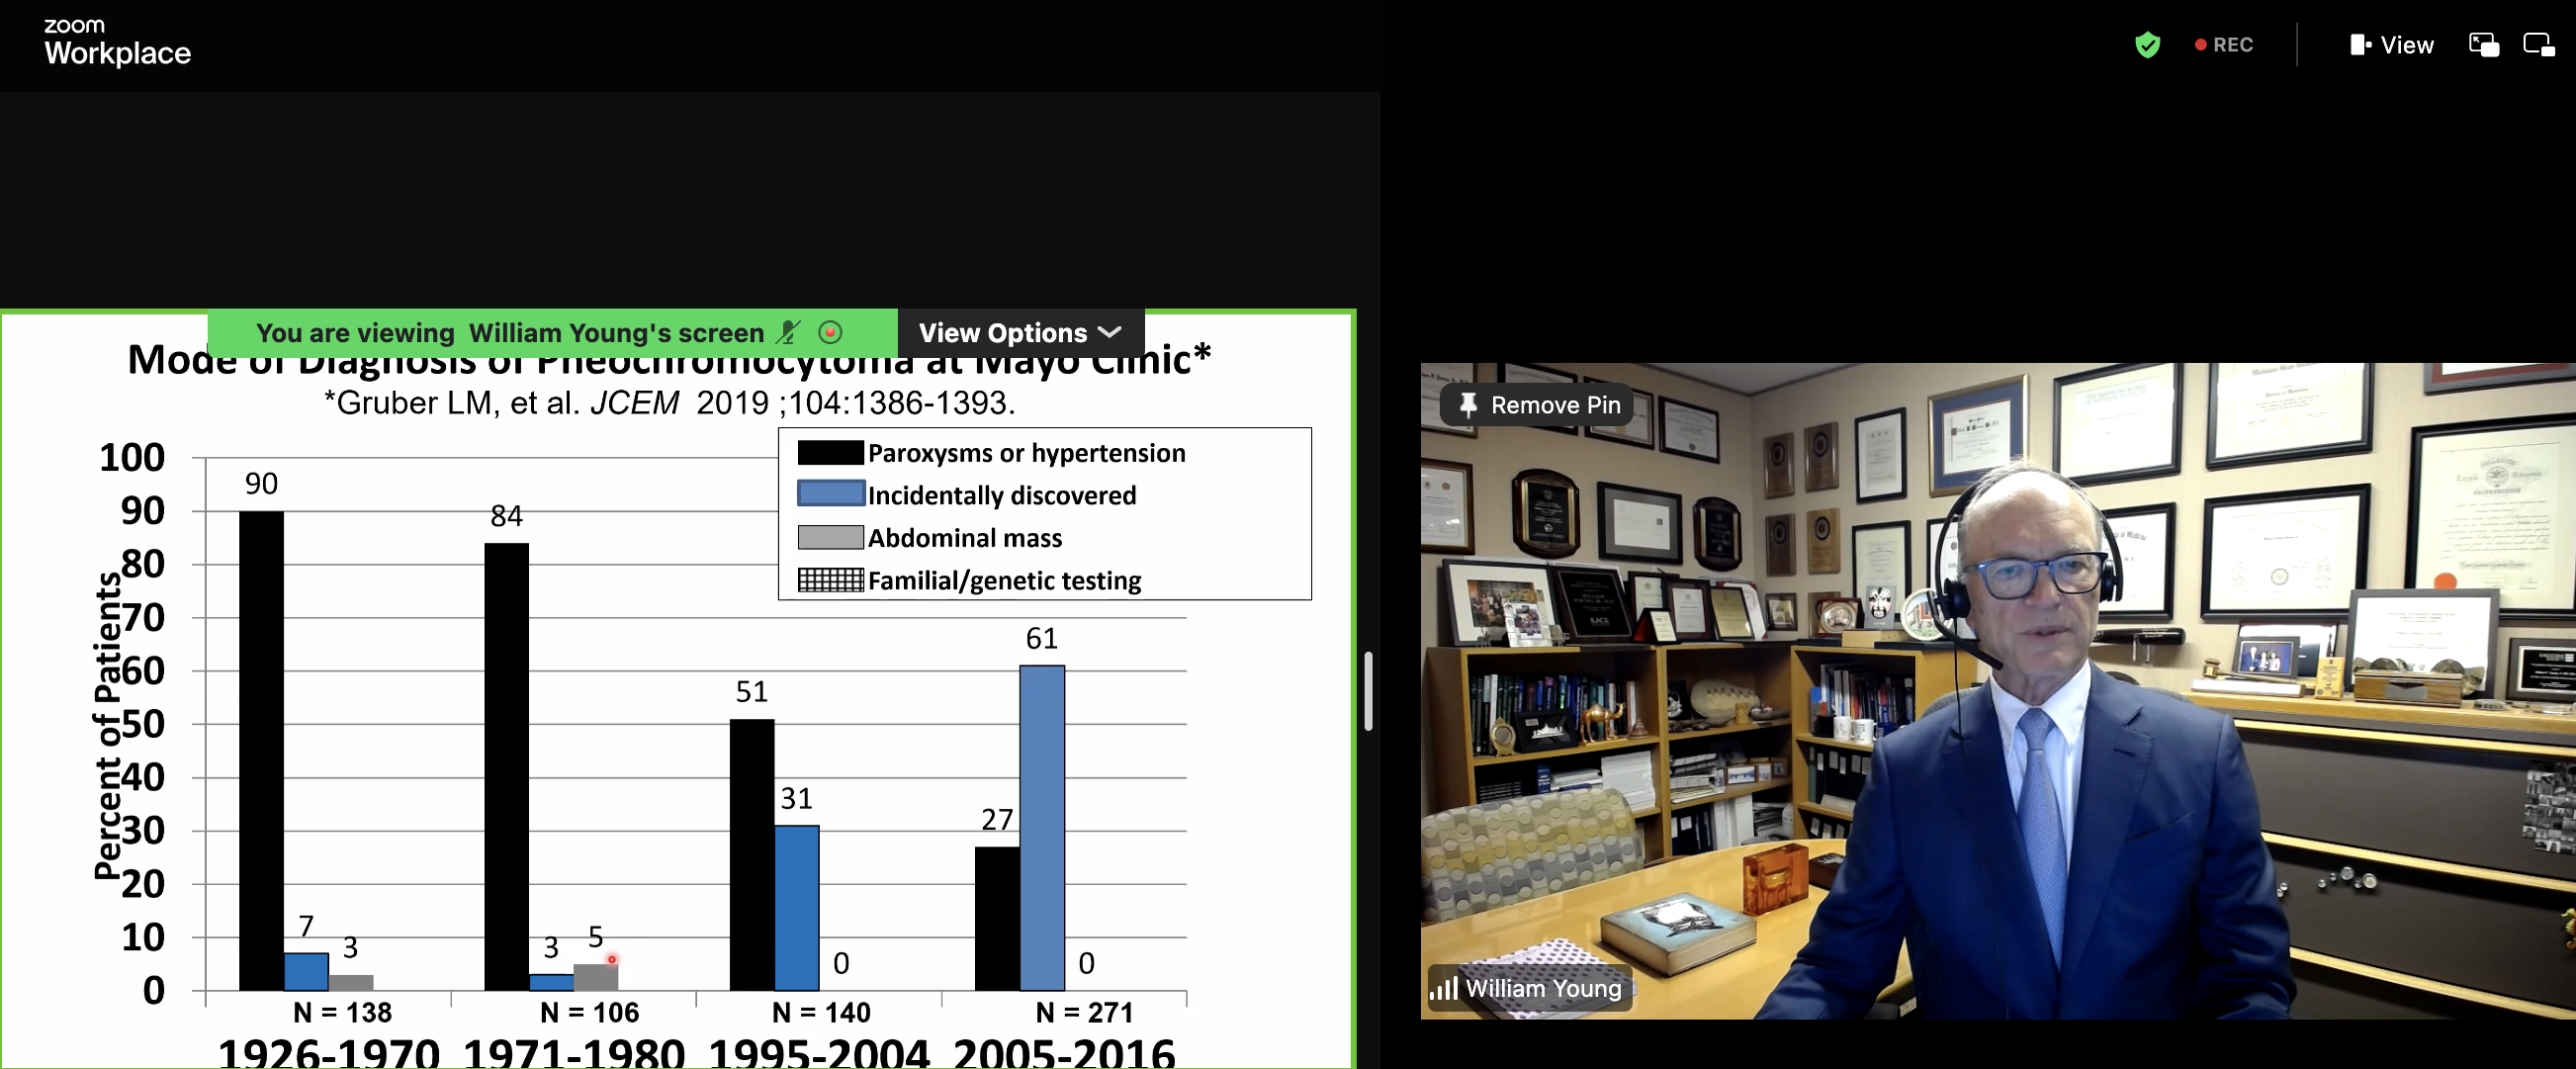 zoom
Workplace
REC
View
You are viewing William Young's screen
View Options
Mode of Diagnosis of Pheochromocytoma at Mayo Clinic*
*Gruber LM, et al. JCEM 2019 ;104:1386-1393.
Paroxysms or hypertension
Incidentally discovered
Abdominal mass
Familial/genetic testing
Percent of Patients
100
90
80
70
60
50
40
30
20
10
0
90
7
3
84
3
5
51
31
0
27
61
0
N = 138
N = 106
N = 140
N = 271
1926-1970
1971-1980
1995-2004
2005-2016
Remove Pin
William Young